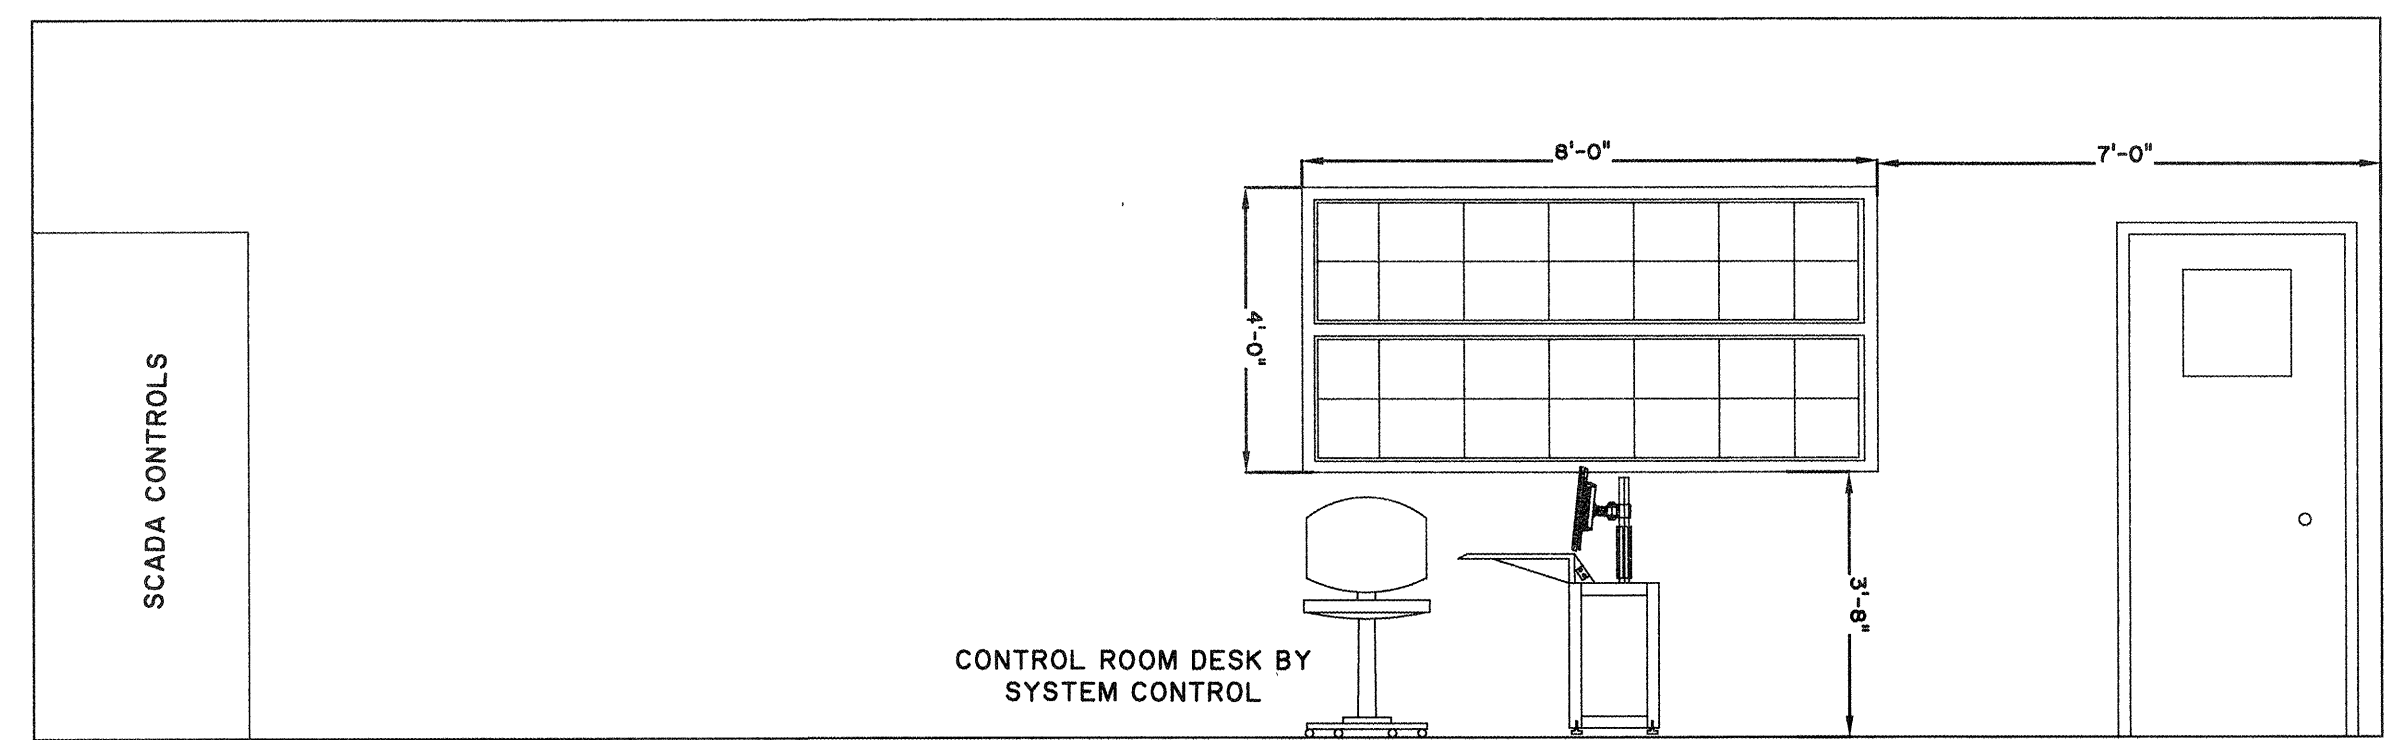 8'-0"
7'-0"
4'-0"
3'-8"
SCADA CONTROLS
CONTROL ROOM DESK BY
SYSTEM CONTROL